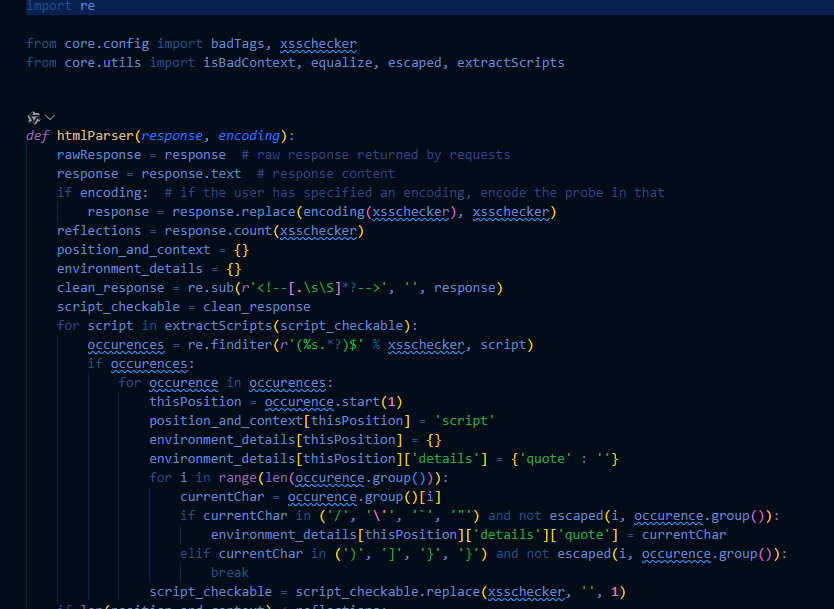 import re

from core.config import badTags, xsschecker
from core.utils import isBadContext, equalize, escaped, extractScripts

def htmlParser(response, encoding):
    rawResponse = response  # raw response returned by requests
    response = response.text  # response content
    if encoding:  # if the user has specified an encoding, encode the probe in that
        response = response.replace(encoding(xsschecker), xsschecker)
    reflections = response.count(xsschecker)
    position_and_context = {}
    environment_details = {}
    clean_response = re.sub(r'<!--[.\s\S]*?-->', '', response)
    script_checkable = clean_response
    for script in extractScripts(script_checkable):
        occurences = re.finditer(r'(%s.*?)$' % xsschecker, script)
        if occurences:
            for occurence in occurences:
                thisPosition = occurence.start(1)
                position_and_context[thisPosition] = 'script'
                environment_details[thisPosition] = {}
                environment_details[thisPosition]['details'] = {'quote' : ''}
                for i in range(len(occurence.group())):
                    currentChar = occurence.group()[i]
                    if currentChar in ('/', '\'', '`', '"') and not escaped(i, occurence.group()):
                        environment_details[thisPosition]['details']['quote'] = currentChar
                    elif currentChar in (')', ']', '}', '}') and not escaped(i, occurence.group()):
                        break
                script_checkable = script_checkable.replace(xsschecker, '', 1)
    if len(position_and_context) < reflections: